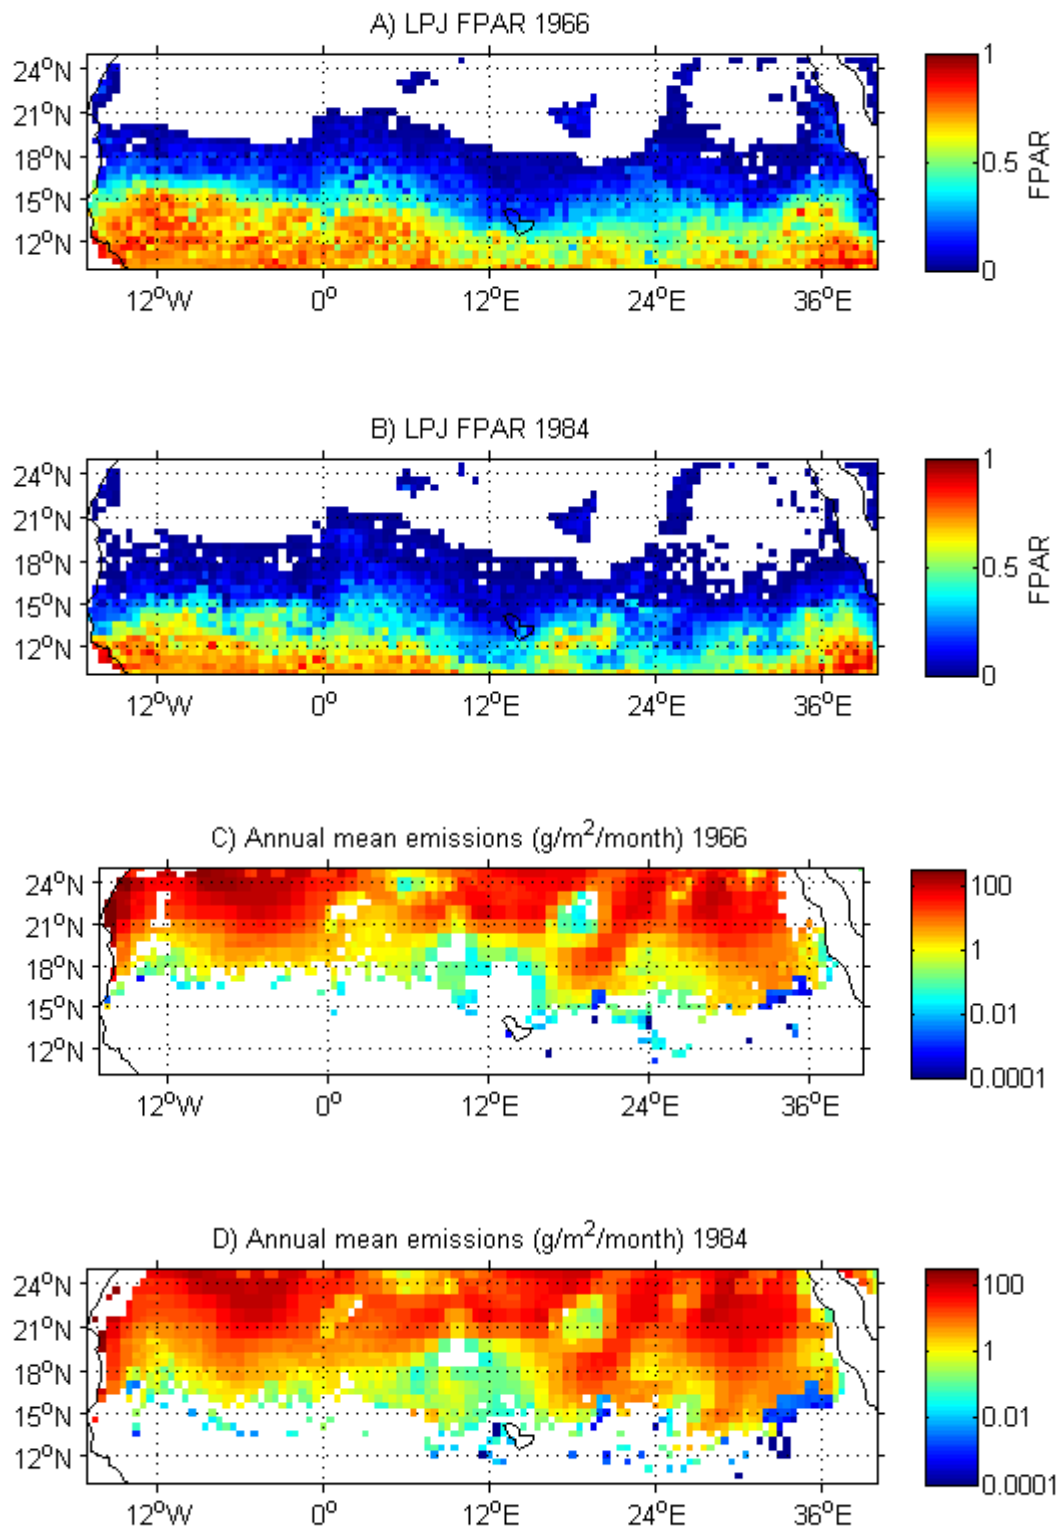 A) LPJ FPAR 1966
24°N
21°N
18°N
15°N
12°N
12°W 0° 12°E 24°E 36°E
1
0.5
0
FPAR
B) LPJ FPAR 1984
24°N
21°N
18°N
15°N
12°N
12°W 0° 12°E 24°E 36°E
1
0.5
0
FPAR
C) Annual mean emissions (g/m²/month) 1966
24°N
21°N
18°N
15°N
12°N
12°W 0° 12°E 24°E 36°E
100
1
0.01
0.0001
D) Annual mean emissions (g/m²/month) 1984
24°N
21°N
18°N
15°N
12°N
12°W 0° 12°E 24°E 36°E
100
1
0.01
0.0001